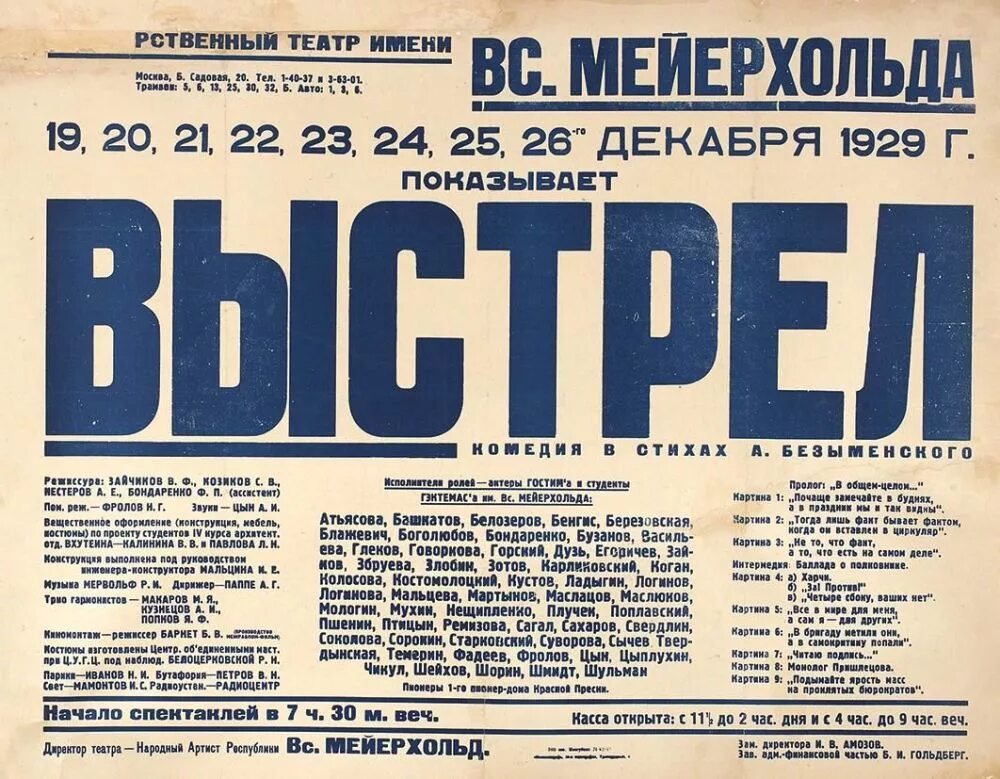 РСТВЕННЫЙ ТЕАТР ИМЕНИ
ВС. МЕЙЕРХОЛЬДА
Москва, Б. Садовая, 20. Тел. 1-40-37 и 3-63-01.
Трамваи: 5, 6, 13, 25, 30, 32, Б. Авто: 1, 3, 6.
19, 20, 21, 22, 23, 24, 25, 26-го ДЕКАБРЯ 1929 Г.
ПОКАЗЫВАЕТ
ВЫСТРЕЛ
КОМЕДИЯ В СТИХАХ А. БЕЗЫМЕНСКОГО
Режиссура: ЗАЙЧИКОВ В. Ф., КОЗИКОВ С. В.,
НЕСТЕРОВ А. Е., БОНДАРЕНКО Ф. П. (ассистент)
Пом. реж.—ФРОЛОВ Н. Г. Звуки—ЦЫН А. И.
Вещественное оформление (конструкция, мебель,
костюмы) по проекту студентов IV курса архитект.
отд. ВХУТЕИНА—КАЛИНИНА В. В. и ПАВЛОВА Л. Н.
Конструкция выполнена под руководством
инженера-конструктора МАЛЬЦИНА И. Е.
Музыка МЕРВОЛЬФ Р. И. Дирижер—ПАППЕ А. Г.
Трио гармонистов—МАКАРОВ М. Я.,
КУЗНЕЦОВ А. И.,
ПОПКОВ Я. Ф.
Киномонтаж—режиссер БАРНЕТ Б. В. (ПРОИЗВОДСТВО МЕЖРАБПОМ-ФИЛЬМ)
Костюмы изготовлены Центр. об'единенными маст.
при Ц.У.Г.Ц. под наблюд. БЕЛОЦЕРКОВСКОЙ Р. Н.
Парики—ИВАНОВ Н. И. Бутафория—ПЕТРОВ В. Н.
Свет—МАМОНТОВ И. С. Радиоустан.—РАДИОЦЕНТР
Исполнители ролей—актеры ГОСТИМ'а и студенты
ГЭКТЕМАС'а им. Вс. МЕЙЕРХОЛЬДА:
Атьясова, Башкатов, Белозеров, Бенгис, Березовская,
Блажевич, Боголюбов, Бондаренко, Бузанов, Василь-
ева, Глеков, Говоркова, Горский, Дузь, Егоричев, Зай-
ков, Збруева, Злобин, Зотов, Карликовский, Коган,
Колосова, Костомолоцкий, Кустов, Ладыгин, Логинов,
Логинова, Мальцева, Мартынов, Маслацов, Маслюков,
Мологин, Мухин, Нещипленко, Плучек, Поплавский,
Пшенин, Птицын, Ремизова, Сагал, Сахаров, Свердлин,
Соколова, Сорокин, Старковский, Суворова, Сычев, Твер-
дынская, Темерин, Фадеев, Фролов, Цын, Цыплухин,
Чикул, Шейхов, Шорин, Шмидт, Шульман
Пионеры 1-го пионер-дома Красной Пресни.
Пролог: „В общем-целом..."
Картина 1: „Почаще замечайте в буднях,
а в праздник мы и так видны".
Картина 2: „Тогда лишь факт бывает фактом,
когда он вставлен в циркуляр".
Картина 3: „Не то, что факт,
а то, что есть на самом деле".
Интермедия: Баллада о полковнике.
Картина 4: а) Харчи.
б) „За! Против!"
в) „Четыре сбоку, ваших нет".
Картина 5: „Все в мире для меня,
а сам я—для других".
Картина 6: „В бригаду метили они,
а в самокритику попали".
Картина 7: „Читаю подпись..."
Картина 8: Монолог Пришлецова.
Картина 9: „Подымайте ярость масс
на проклятых бюрократов".
Начало спектаклей в 7 ч. 30 м. веч.
Касса открыта: с 11½ до 2 час. дня и с 4 час. до 9 час. веч.
Директор театра—Народный Артист Республики Вс. МЕЙЕРХОЛЬД.
Зам. директора И. В. АМОЗОВ.
Зав. адм.-финансовой частью Б. И. ГОЛЬДБЕРГ.